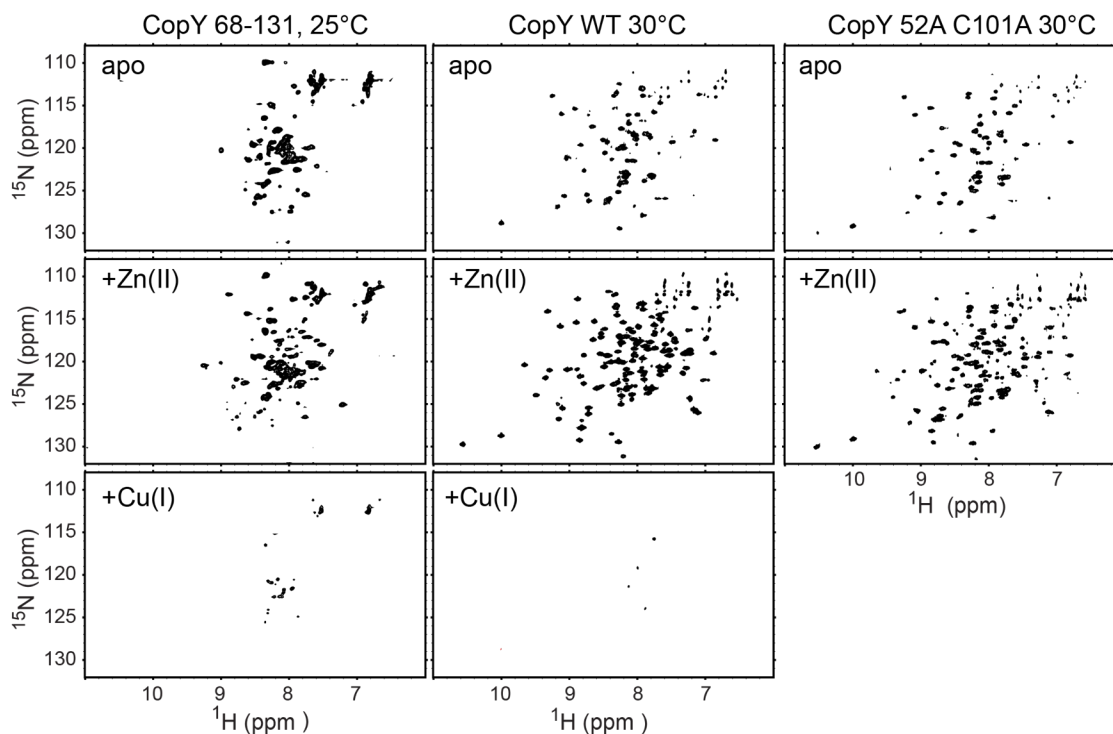 CopY 68-131, 25°C
CopY WT 30°C
CopY 52A C101A 30°C
apo
apo
apo
110
115
120
125
130
15N (ppm)
+Zn(II)
+Zn(II)
+Zn(II)
110
115
120
125
130
15N (ppm)
10 9 8 7
1H (ppm)
+Cu(I)
+Cu(I)
110
120
130
15N (ppm)
10 9 8 7
1H (ppm )
10 9 8 7
1H (ppm)